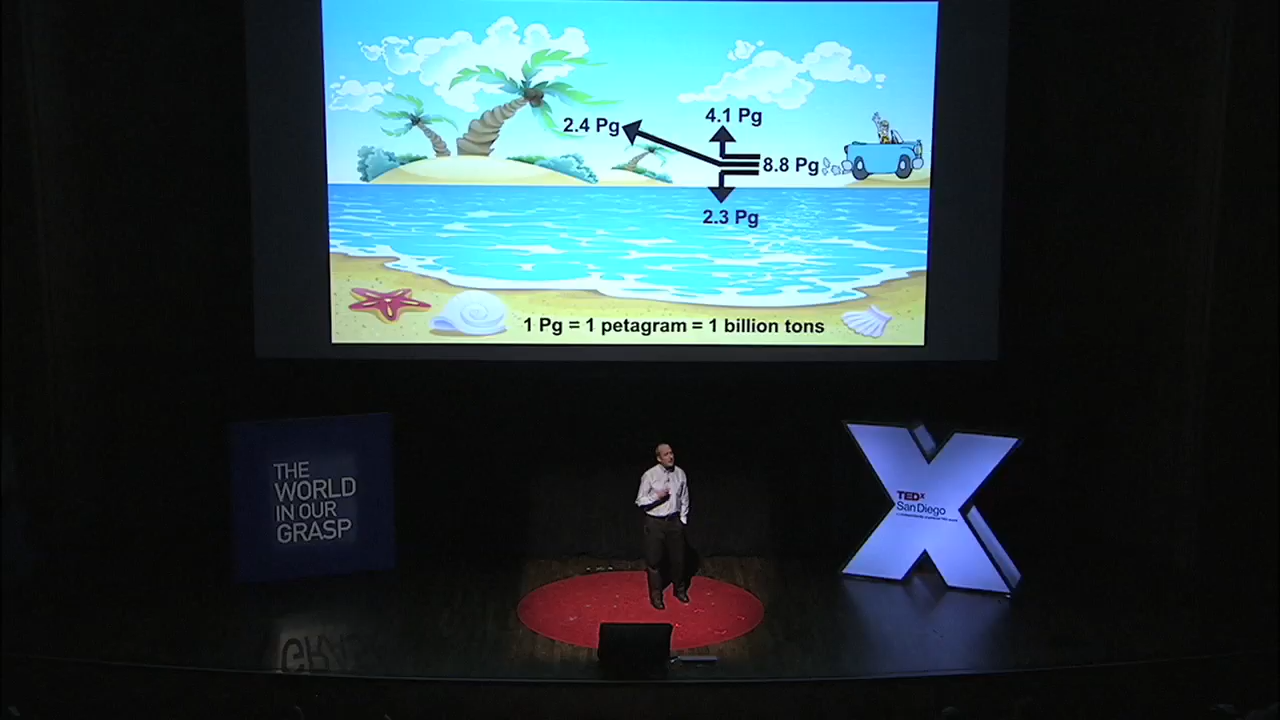 4.1 Pg
2.4 Pg
8.8 Pg
2.3 Pg
1 Pg = 1 petagram = 1 billion tons
THE
WORLD
IN OUR
GRASP
TEDx
San Diego